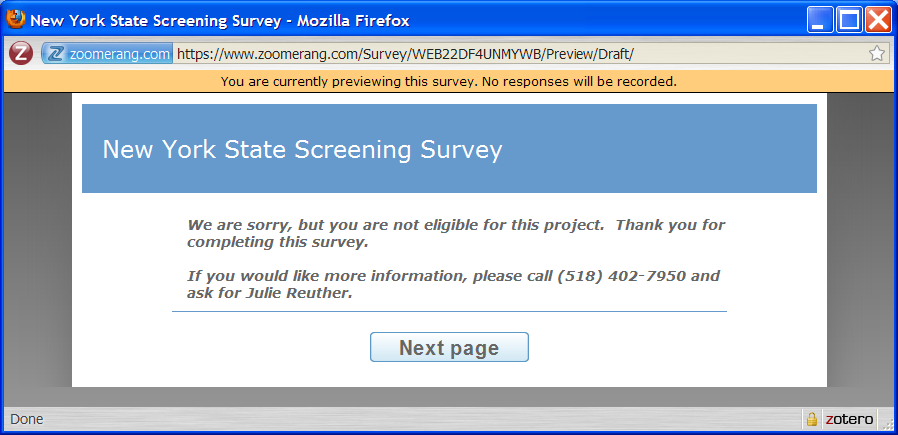 New York State Screening Survey - Mozilla Firefox
Z Z zoomerang.com https://www.zoomerang.com/Survey/WEB22DF4UNMYWB/Preview/Draft/
You are currently previewing this survey. No responses will be recorded.
New York State Screening Survey
We are sorry, but you are not eligible for this project.  Thank you for
completing this survey.
If you would like more information, please call (518) 402-7950 and
ask for Julie Reuther.
Next page
Done zotero